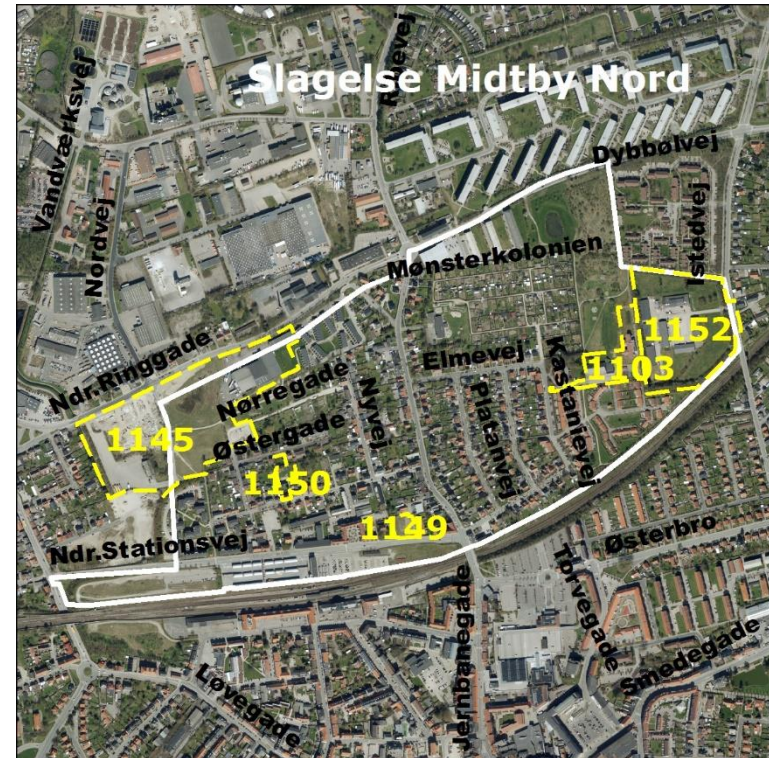 Slagelse Midtby Nord
Vandværksvej
Nordvej
Dybbølvej
Istedvej
Mønsterkolonien
Ndr.Ringgade
Elmevej
1152
1103
Kastanievej
Nørregade
Nyvej
Platanvej
1145
Østergade
1150
1149
Ndr.Stationsvej
Østerbro
Torvegade
Jernbanegade
Smedegade
Løvegade